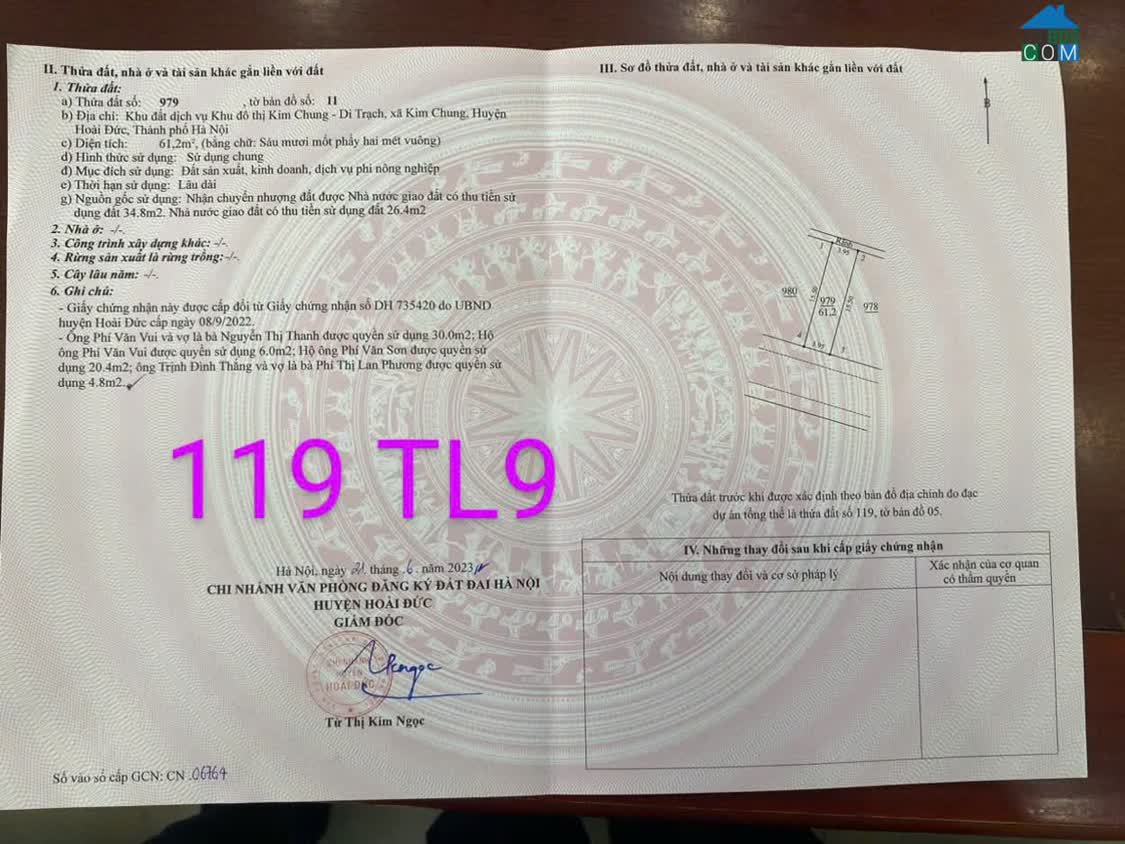 COM
II. Thửa đất, nhà ở và tài sản khác gắn liền với đất
1. Thửa đất:
a) Thửa đất số: 979 , tờ bản đồ số: 11
b) Địa chỉ: Khu đất dịch vụ Khu đô thị Kim Chung - Di Trạch, xã Kim Chung, Huyện
Hoài Đức, Thành phố Hà Nội
c) Diện tích: 61,2m², (bằng chữ: Sáu mươi mốt phẩy hai mét vuông)
d) Hình thức sử dụng: Sử dụng chung
đ) Mục đích sử dụng: Đất sản xuất, kinh doanh, dịch vụ phi nông nghiệp
e) Thời hạn sử dụng: Lâu dài
g) Nguồn gốc sử dụng: Nhận chuyển nhượng đất được Nhà nước giao đất có thu tiền sử
dụng đất 34.8m2. Nhà nước giao đất có thu tiền sử dụng đất 26.4m2
2. Nhà ở: -/-.
3. Công trình xây dựng khác: -/-.
4. Rừng sản xuất là rừng trồng:-/-.
5. Cây lâu năm: -/-.
6. Ghi chú:
- Giấy chứng nhận này được cấp đổi từ Giấy chứng nhận số DH 735420 do UBND
huyện Hoài Đức cấp ngày 08/9/2022.
- Ông Phí Văn Vui và vợ là bà Nguyễn Thị Thanh được quyền sử dụng 30.0m2; Hộ
ông Phí Văn Vui được quyền sử dụng 6.0m2; Hộ ông Phí Văn Sơn được quyền sử
dụng 20.4m2; ông Trịnh Đình Thắng và vợ là bà Phí Thị Lan Phương được quyền sử
dụng 4.8m2.
119 TL9
Hà Nội, ngày 21 tháng 6 năm 2023
CHI NHÁNH VĂN PHÒNG ĐĂNG KÝ ĐẤT ĐAI HÀ NỘI
HUYỆN HOÀI ĐỨC
GIÁM ĐỐC
HOÀI ĐỨC
Từ Thị Kim Ngọc
Số vào sổ cấp GCN: CN 06764
III. Sơ đồ thửa đất, nhà ở và tài sản khác gắn liền với đất
B
Rãnh
1 3.95 2
980
979
61,2
15.50
978
4 3.95 3
Thửa đất trước khi được xác định theo bản đồ địa chính đo đạc
dự án tổng thể là thửa đất số 119, tờ bản đồ 05.
IV. Những thay đổi sau khi cấp giấy chứng nhận
Nội dung thay đổi và cơ sở pháp lý
Xác nhận của cơ quan
có thẩm quyền